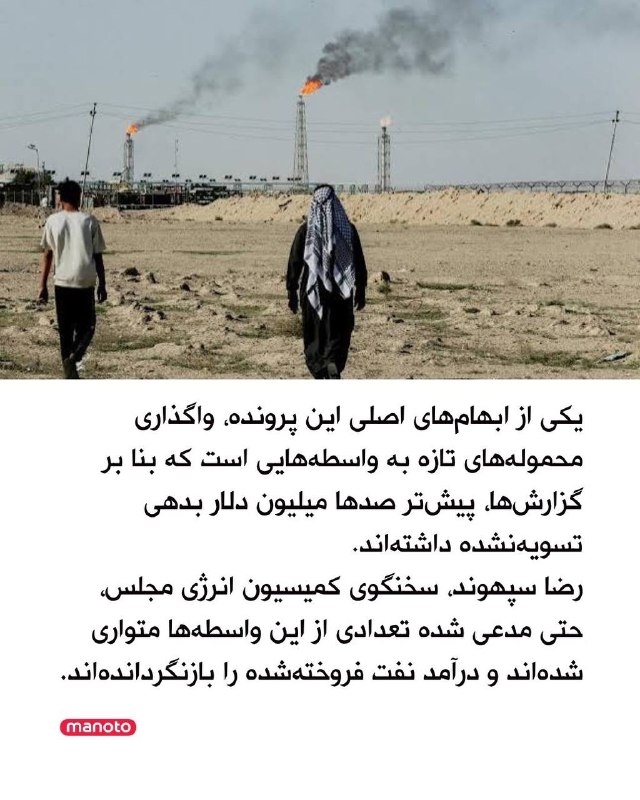 یکی از ابهام‌های اصلی این پرونده، واگذاری
محموله‌های تازه به واسطه‌هایی است که بنا بر
گزارش‌ها، پیش‌تر صدها میلیون دلار بدهی
تسویه‌نشده داشته‌اند.
رضا سپهوند، سخنگوی کمیسیون انرژی مجلس،
حتی مدعی شده تعدادی از این واسطه‌ها متواری
شده‌اند و درآمد نفت فروخته‌شده را بازنگردانده‌اند.
manoto